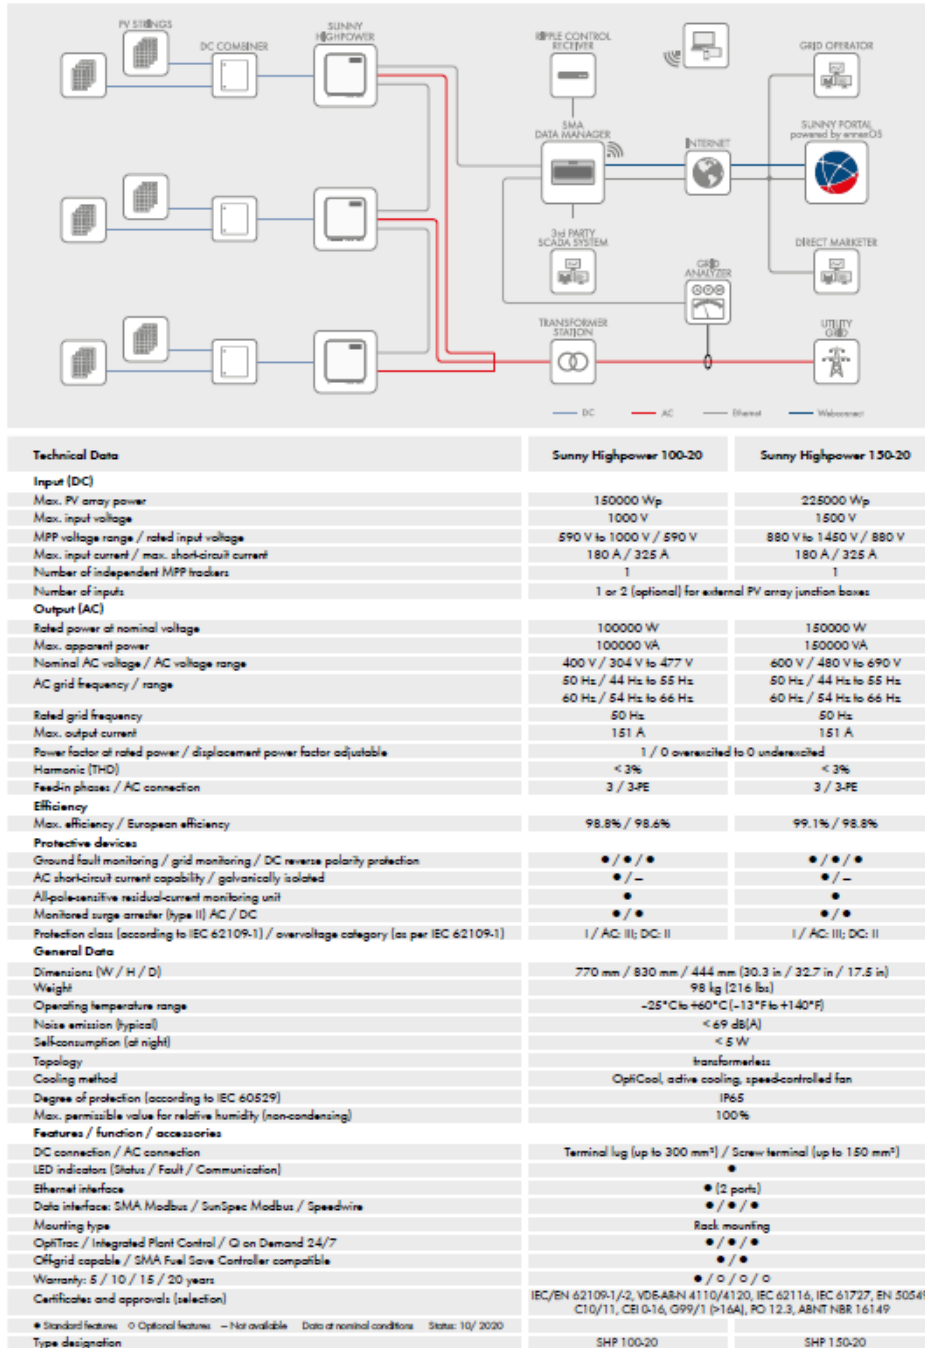 PV STRINGS
DC COMBINER
SUNNY
HIGHPOWER
RIPPLE CONTROL
RECEIVER
GRID OPERATOR
SMA
DATA MANAGER
INTERNET
SUNNY PORTAL
powered by ennexOS
3rd PARTY
SCADA SYSTEM
GRID
ANALYZER
DIRECT MARKETER
TRANSFORMER
STATION
UTILITY
GRID
DC AC Ethernet Webconnect
Technical Data Sunny Highpower 100-20 Sunny Highpower 150-20
Input (DC)
Max. PV array power 150000 Wp 225000 Wp
Max. input voltage 1000 V 1500 V
MPP voltage range / rated input voltage 590 V to 1000 V / 590 V 880 V to 1450 V / 880 V
Max. input current / max. short-circuit current 180 A / 325 A 180 A / 325 A
Number of independent MPP trackers 1 1
Number of inputs 1 or 2 (optional) for external PV array junction boxes
Output (AC)
Rated power at nominal voltage 100000 W 150000 W
Max. apparent power 100000 VA 150000 VA
Nominal AC voltage / AC voltage range 400 V / 304 V to 477 V 600 V / 480 V to 690 V
AC grid frequency / range 50 Hz / 44 Hz to 55 Hz 50 Hz / 44 Hz to 55 Hz
60 Hz / 54 Hz to 66 Hz 60 Hz / 54 Hz to 66 Hz
Rated grid frequency 50 Hz 50 Hz
Max. output current 151 A 151 A
Power factor at rated power / displacement power factor adjustable 1 / 0 overexcited to 0 underexcited
Harmonic (THD) < 3% < 3%
Feed-in phases / AC connection 3 / 3-PE 3 / 3-PE
Efficiency
Max. efficiency / European efficiency 98.8% / 98.6% 99.1% / 98.8%
Protective devices
Ground fault monitoring / grid monitoring / DC reverse polarity protection ● / ● / ● ● / ● / ●
AC short-circuit current capability / galvanically isolated ● / – ● / –
All-pole-sensitive residual-current monitoring unit ● ●
Monitored surge arrester (type II) AC / DC ● / ● ● / ●
Protection class (according to IEC 62109-1) / overvoltage category (as per IEC 62109-1) I / AC: III; DC: II I / AC: III; DC: II
General Data
Dimensions (W / H / D) 770 mm / 830 mm / 444 mm (30.3 in / 32.7 in / 17.5 in)
Weight 98 kg (216 lbs)
Operating temperature range –25°C to +60°C (–13°F to +140°F)
Noise emission (typical) < 69 dB(A)
Self-consumption (at night) < 5 W
Topology transformerless
Cooling method OptiCool, active cooling, speed-controlled fan
Degree of protection (according to IEC 60529) IP65
Max. permissible value for relative humidity (non-condensing) 100%
Features / function / accessories
DC connection / AC connection Terminal lug (up to 300 mm²) / Screw terminal (up to 150 mm²)
LED indicators (Status / Fault / Communication) ●
Ethernet interface ● (2 ports)
Data interface: SMA Modbus / SunSpec Modbus / Speedwire ● / ● / ●
Mounting type Rack mounting
OptiTrac / Integrated Plant Control / Q on Demand 24/7 ● / ● / ●
Off-grid capable / SMA Fuel Save Controller compatible ● / ●
Warranty: 5 / 10 / 15 / 20 years ● / ○ / ○ / ○
Certificates and approvals (selection) IEC/EN 62109-1/-2, VDE-AR-N 4110/4120, IEC 62116, IEC 61727, EN 50549
C10/11, CEI 0-16, G99/1 (>16A), PO 12.3, ABNT NBR 16149
● Standard features ○ Optional features – Not available Data at nominal conditions Status: 10/ 2020
Type designation SHP 100-20 SHP 150-20